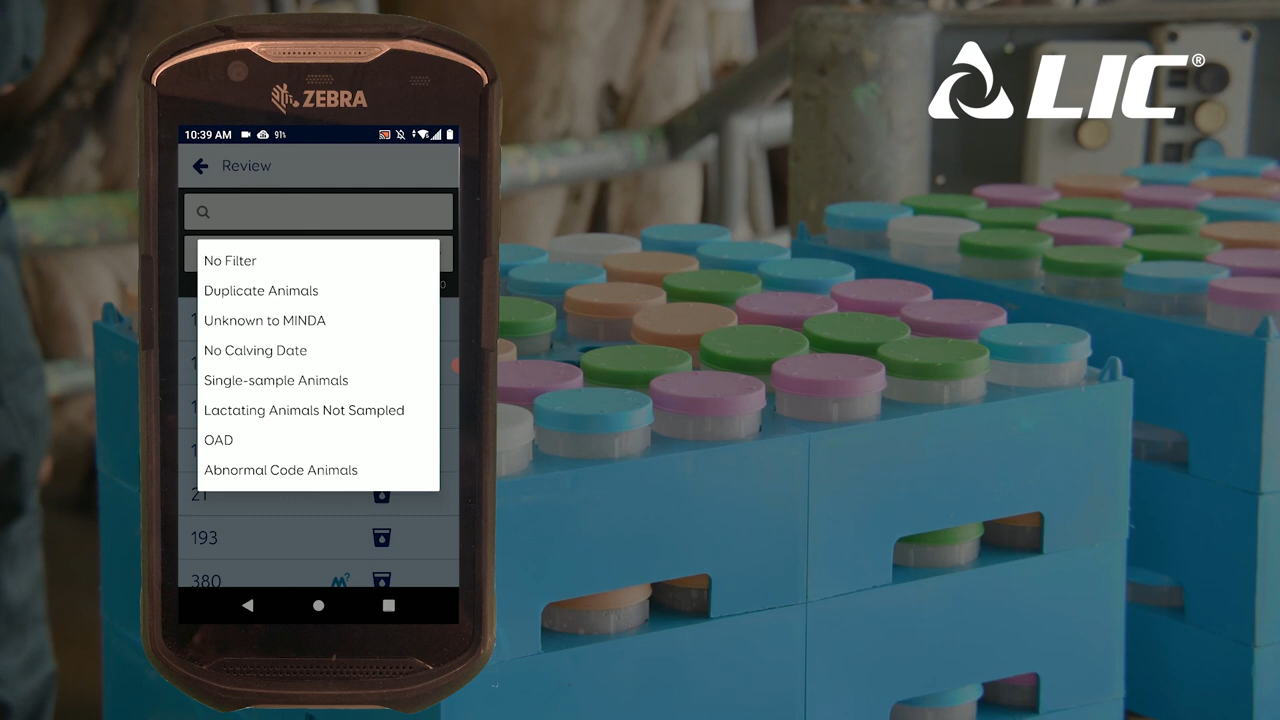 LIC®
ZEBRA
10:39 AM 91%
Review
No Filter
Duplicate Animals
Unknown to MINDA
No Calving Date
Single-sample Animals
Lactating Animals Not Sampled
OAD
Abnormal Code Animals
21
193
380 M?